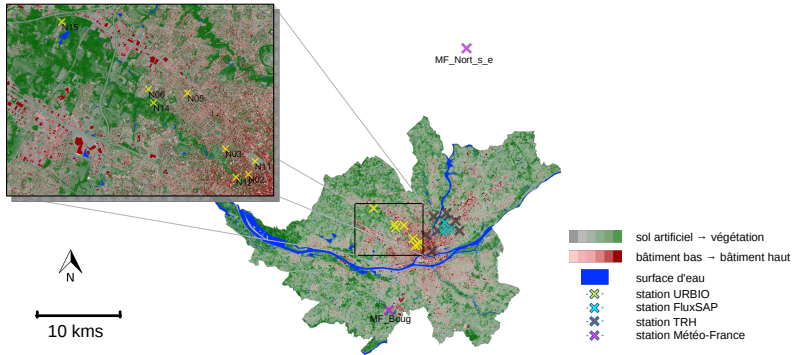 N15
MF_Nort_s_e
N06
N05
N14
N03
N11
N02
sol artificiel → végétation
bâtiment bas → bâtiment haut
surface d'eau
station URBIO
station FluxSAP
station TRH
station Météo-France
N
MF_Boug
10 kms